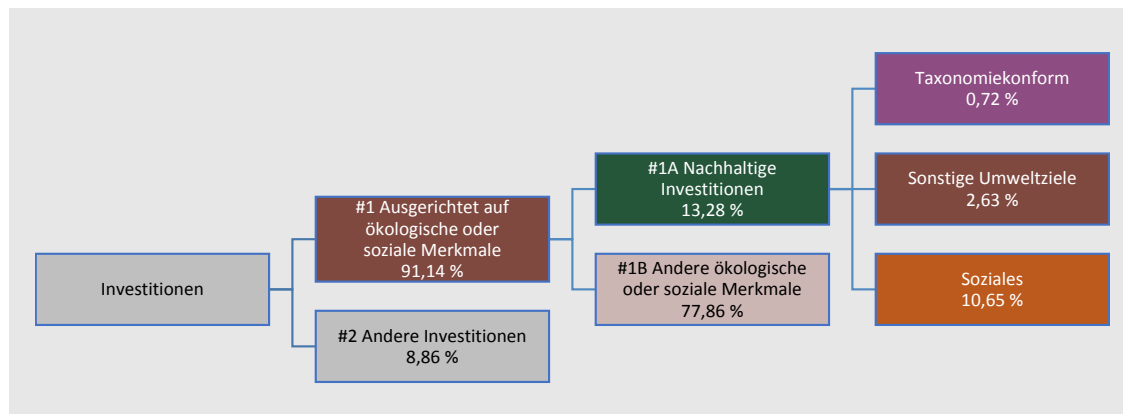 Investitionen
#1 Ausgerichtet auf
ökologische oder
soziale Merkmale
91,14 %
#2 Andere Investitionen
8,86 %
#1A Nachhaltige
Investitionen
13,28 %
#1B Andere ökologische
oder soziale Merkmale
77,86 %
Taxonomiekonform
0,72 %
Sonstige Umweltziele
2,63 %
Soziales
10,65 %